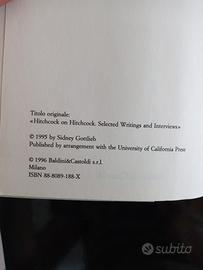 Titolo originale:
«Hitchcock on Hitchcock. Selected Writings and Interviews»
© 1995 by Sidney Gottlieb
Published by arrangement with the University of California Press
© 1996 Baldini&Castoldi s.r.l.
Milano
ISBN 88-8089-188-X
subito